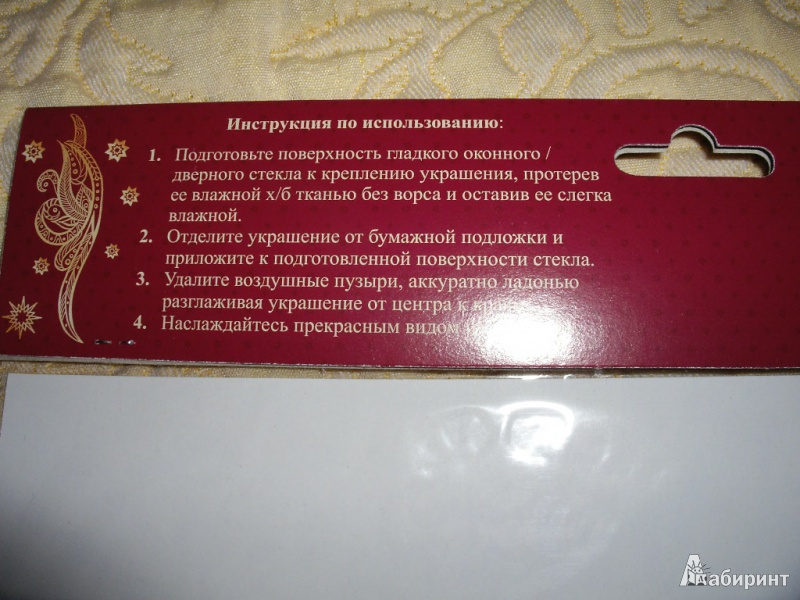 Инструкция по использованию:
1. Подготовьте поверхность гладкого оконного /
дверного стекла к креплению украшения, протерев
ее влажной х/б тканью без ворса и оставив ее слегка
влажной.
2. Отделите украшение от бумажной подложки и
приложите к подготовленной поверхности стекла.
3. Удалите воздушные пузыри, аккуратно ладонью
разглаживая украшение от центра к
4. Наслаждайтесь прекрасным видом
Лабиринт